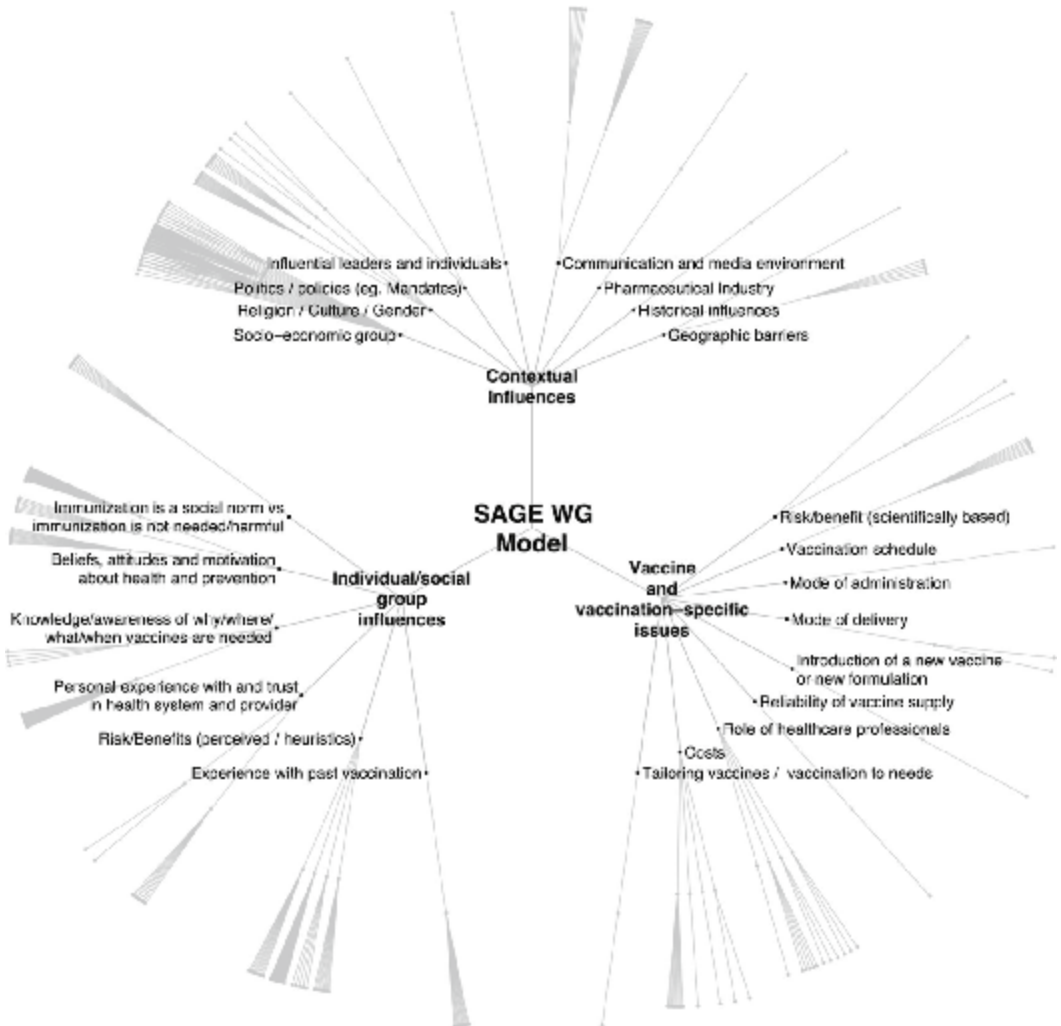 Influential leaders and individuals
Communication and media environment
Politics / policies (eg. Mandates)
Pharmaceutical Industry
Religion / Culture / Gender
Historical influences
Socio–economic group
Geographic barriers
Contextual
Influences
SAGE WG
Model
Immunization is a social norm vs
immunization is not needed/harmful
Beliefs, attitudes and motivation
about health and prevention
Knowledge/awareness of why/where/
what/when vaccines are needed
Personal experience with and trust
in health system and provider
Risk/Benefits (perceived / heuristics)
Experience with past vaccination
Individual/social
group
influences
Vaccine
and
vaccination–specific
issues
Risk/benefit (scientifically based)
Vaccination schedule
Mode of administration
Mode of delivery
Introduction of a new vaccine
or new formulation
Reliability of vaccine supply
Role of healthcare professionals
Costs
Tailoring vaccines / vaccination to needs